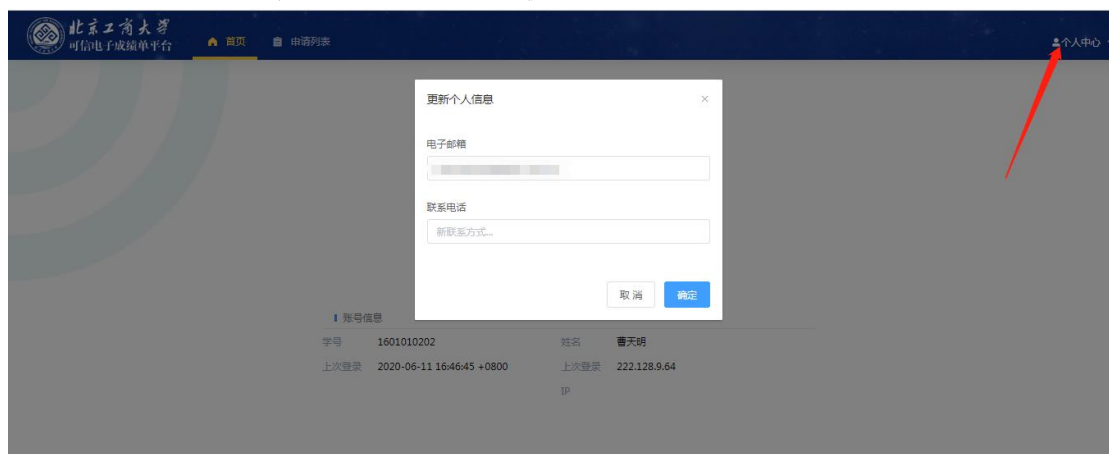 北京工商大学
可信电子成绩单平台
首页
申请列表
个人中心
更新个人信息
×
电子邮箱
联系电话
新联系方式...
取消
确定
账号信息
学号 1601010202 姓名 曹天明
上次登录 2020-06-11 16:46:45 +0800 上次登录 222.128.9.64
IP